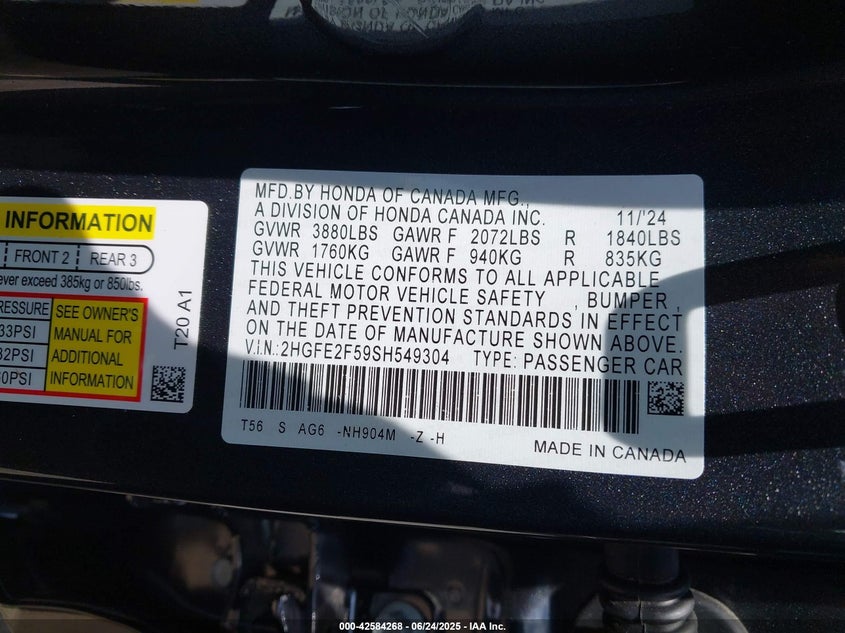 INFORMATION
FRONT 2 REAR 3
ever exceed 385kg or 850lbs.
RESSURE SEE OWNER'S
33PSI MANUAL FOR
32PSI ADDITIONAL
0PSI INFORMATION
T20 A1
MFD.BY HONDA OF CANADA MFG.,
A DIVISION OF HONDA CANADA INC. 11/'24
GVWR 3880LBS GAWR F 2072LBS R 1840LBS
GVWR 1760KG GAWR F 940KG R 835KG
THIS VEHICLE CONFORMS TO ALL APPLICABLE
FEDERAL MOTOR VEHICLE SAFETY , BUMPER ,
AND THEFT PREVENTION STANDARDS IN EFFECT
ON THE DATE OF MANUFACTURE SHOWN ABOVE.
V.I.N.:2HGFE2F59SH549304 TYPE: PASSENGER CAR
T56 S AG6 -NH904M -Z -H
MADE IN CANADA
000-42584268 - 06/24/2025 - IAA Inc.